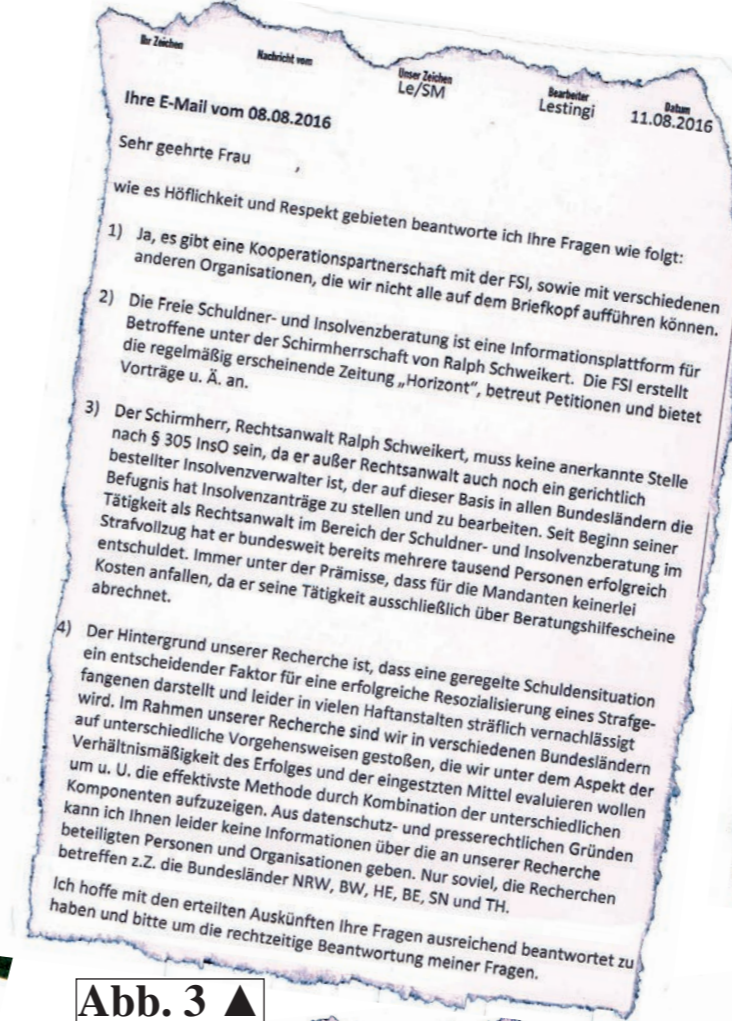 Ihr Zeichen Nachricht vom Unser Zeichen Bearbeiter Datum
Le/SM Lestingi 11.08.2016
Ihre E-Mail vom 08.08.2016
Sehr geehrte Frau ,
wie es Höflichkeit und Respekt gebieten beantworte ich Ihre Fragen wie folgt:
1) Ja, es gibt eine Kooperationspartnerschaft mit der FSI, sowie mit verschiedenen
anderen Organisationen, die wir nicht alle auf dem Briefkopf aufführen können.
2) Die Freie Schuldner- und Insolvenzberatung ist eine Informationsplattform für
Betroffene unter der Schirmherrschaft von Ralph Schweikert. Die FSI erstellt
die regelmäßig erscheinende Zeitung „Horizont“, betreut Petitionen und bietet
Vorträge u. Ä. an.
3) Der Schirmherr, Rechtsanwalt Ralph Schweikert, muss keine anerkannte Stelle
nach § 305 InsO sein, da er außer Rechtsanwalt auch noch ein gerichtlich
bestellter Insolvenzverwalter ist, der auf dieser Basis in allen Bundesländern die
Befugnis hat Insolvenzanträge zu stellen und zu bearbeiten. Seit Beginn seiner
Tätigkeit als Rechtsanwalt im Bereich der Schuldner- und Insolvenzberatung im
Strafvollzug hat er bundesweit bereits mehrere tausend Personen erfolgreich
entschuldet. Immer unter der Prämisse, dass für die Mandanten keinerlei
Kosten anfallen, da er seine Tätigkeit ausschließlich über Beratungshilfescheine
abrechnet.
4) Der Hintergrund unserer Recherche ist, dass eine geregelte Schuldensituation
ein entscheidender Faktor für eine erfolgreiche Resozialisierung eines Strafge-
fangenen darstellt und leider in vielen Haftanstalten sträflich vernachlässigt
wird. Im Rahmen unserer Recherche sind wir in verschiedenen Bundesländern
auf unterschiedliche Vorgehensweisen gestoßen, die wir unter dem Aspekt der
Verhältnismäßigkeit des Erfolges und der eingestzten Mittel evaluieren wollen
um u. U. die effektivste Methode durch Kombination der unterschiedlichen
Komponenten aufzuzeigen. Aus datenschutz- und presserechtlichen Gründen
kann ich Ihnen leider keine Informationen über die an unserer Recherche
beteiligten Personen und Organisationen geben. Nur soviel, die Recherchen
betreffen z.Z. die Bundesländer NRW, BW, HE, BE, SN und TH.
Ich hoffe mit den erteilten Auskünften Ihre Fragen ausreichend beantwortet zu
haben und bitte um die rechtzeitige Beantwortung meiner Fragen.
Abb. 3 ▲